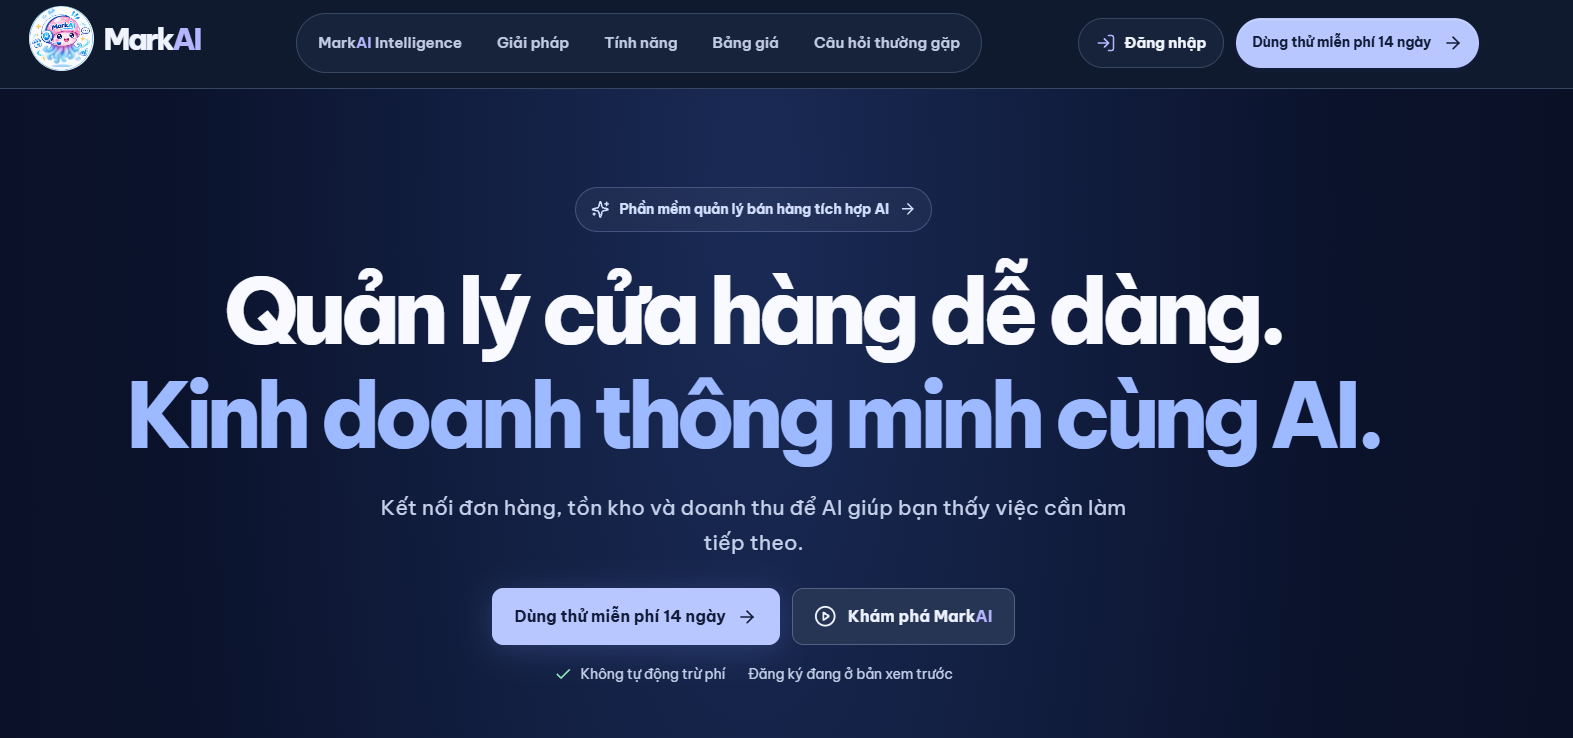 MarkAI
MarkAI
MarkAI Intelligence
Giải pháp
Tính năng
Bảng giá
Câu hỏi thường gặp
Đăng nhập
Dùng thử miễn phí 14 ngày
Phần mềm quản lý bán hàng tích hợp AI
Quản lý cửa hàng dễ dàng.
Kinh doanh thông minh cùng AI.
Kết nối đơn hàng, tồn kho và doanh thu để AI giúp bạn thấy việc cần làm
tiếp theo.
Dùng thử miễn phí 14 ngày
Khám phá MarkAI
Không tự động trừ phí
Đăng ký đang ở bản xem trước